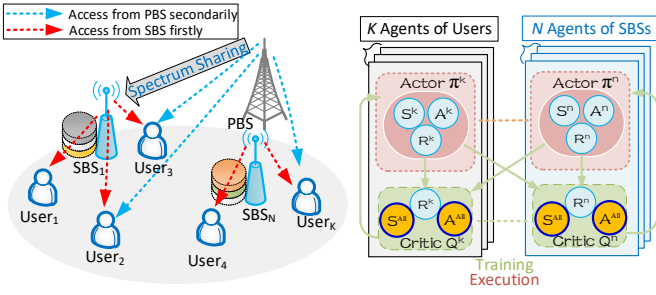 Access from PBS secondarily
Access from SBS firstly
Spectrum Sharing
PBS
SBS1
User3
User1
User2
SBSN
User4
UserK
K Agents of Users
N Agents of SBSs
Actor πᵏ
Sᵏ
Aᵏ
Rᵏ
Actor πⁿ
Sⁿ
Aⁿ
Rⁿ
Rᵏ
Sᴬˡˡ
Aᴬˡˡ
Critic Qᵏ
Rⁿ
Sᴬˡˡ
Aᴬˡˡ
Critic Qⁿ
Training
Execution